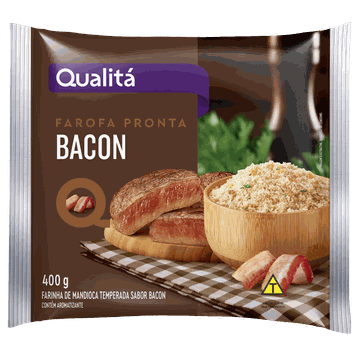 Qualitá
FAROFA PRONTA
BACON
400 g
FARINHA DE MANDIOCA TEMPERADA SABOR BACON
CONTÉM AROMATIZANTE
T